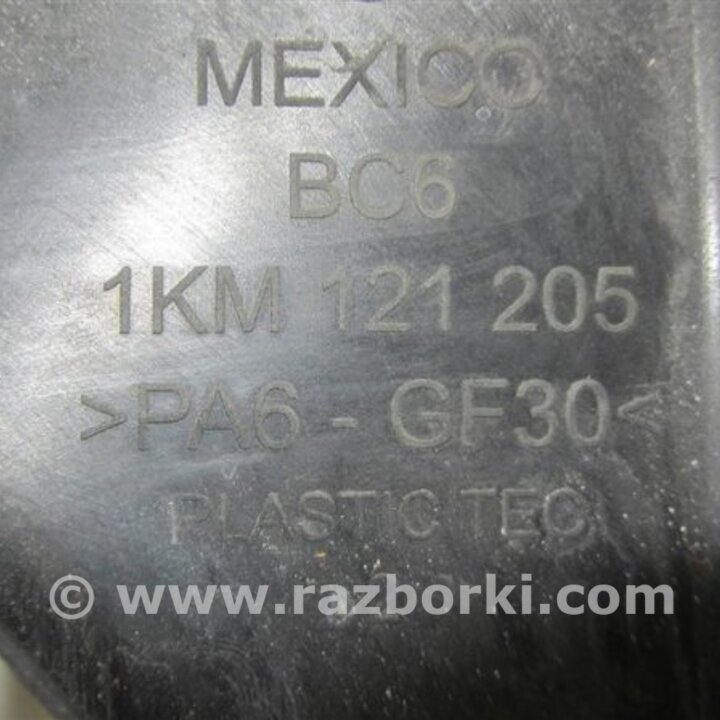 MEXICO
BC6
1KM 121 205
>PA6 - GF30<
PLASTIC TEC
© www.razborki.com